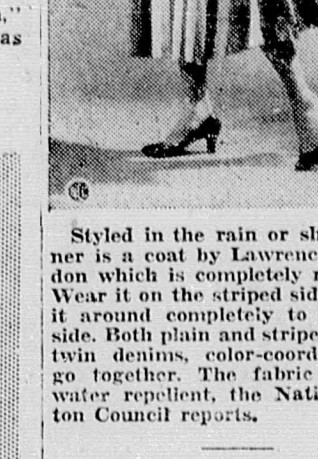 ,"
as
Styled in the rain or sh
ner is a coat by Lawrenc
don which is completely r
Wear it on the striped sid
it around completely to
side. Both plain and stripe
twin denims, color-coord
go together. The fabric
water repellent, the Nati
ton Council reports.